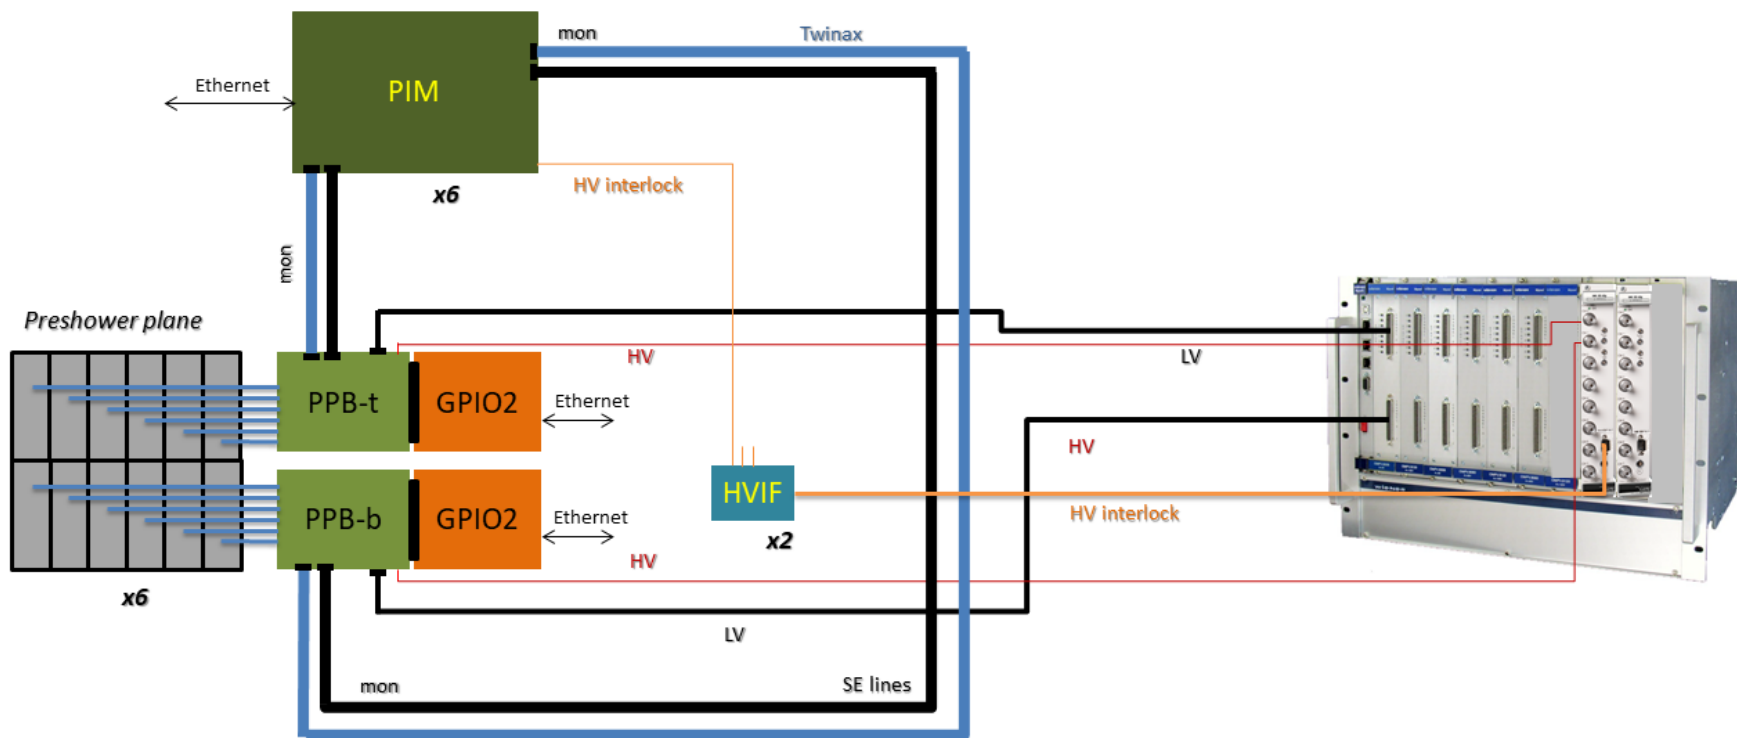 mon
Twinax
Ethernet
PIM
HV interlock
x6
mon
Preshower plane
HV
LV
PPB-t
GPIO2
Ethernet
HV
PPB-b
GPIO2
Ethernet
HVIF
HV interlock
x2
HV
x6
LV
mon
SE lines